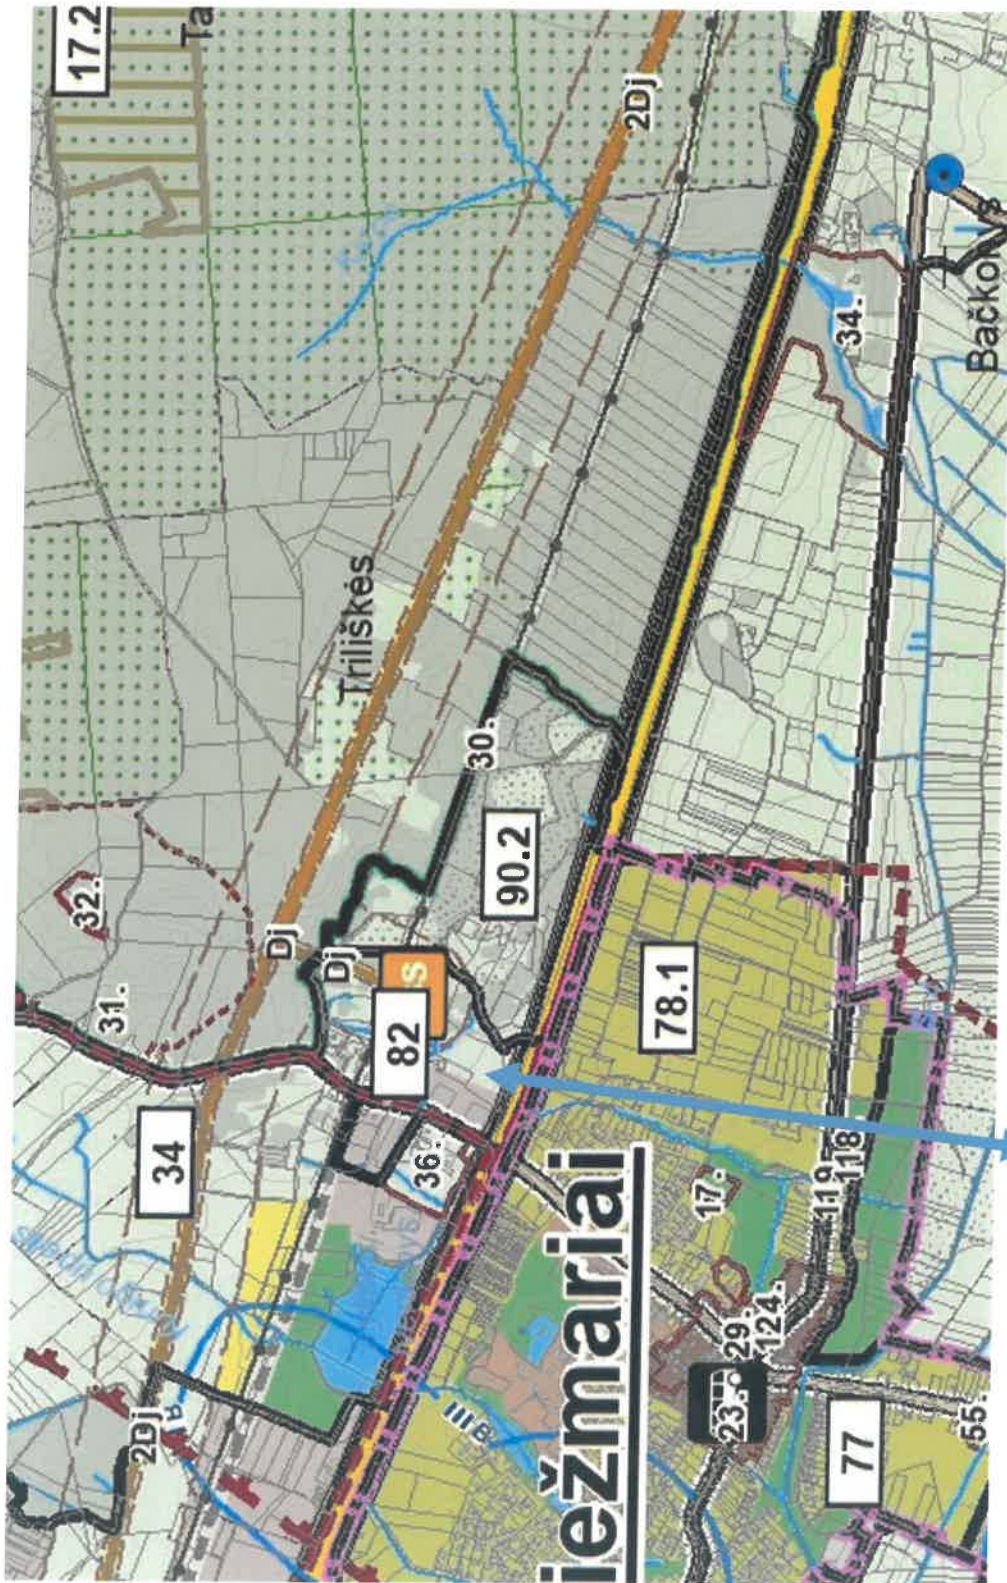 17.2
Ta
2Dj
34.
Bačkonys
Triliškės
30.
90.2
32.
31.
Dj
Dj
S
82
78.1
34
36.
iežmariai
17.
119.
118
29.
124.
23.
2Dj
77
55.